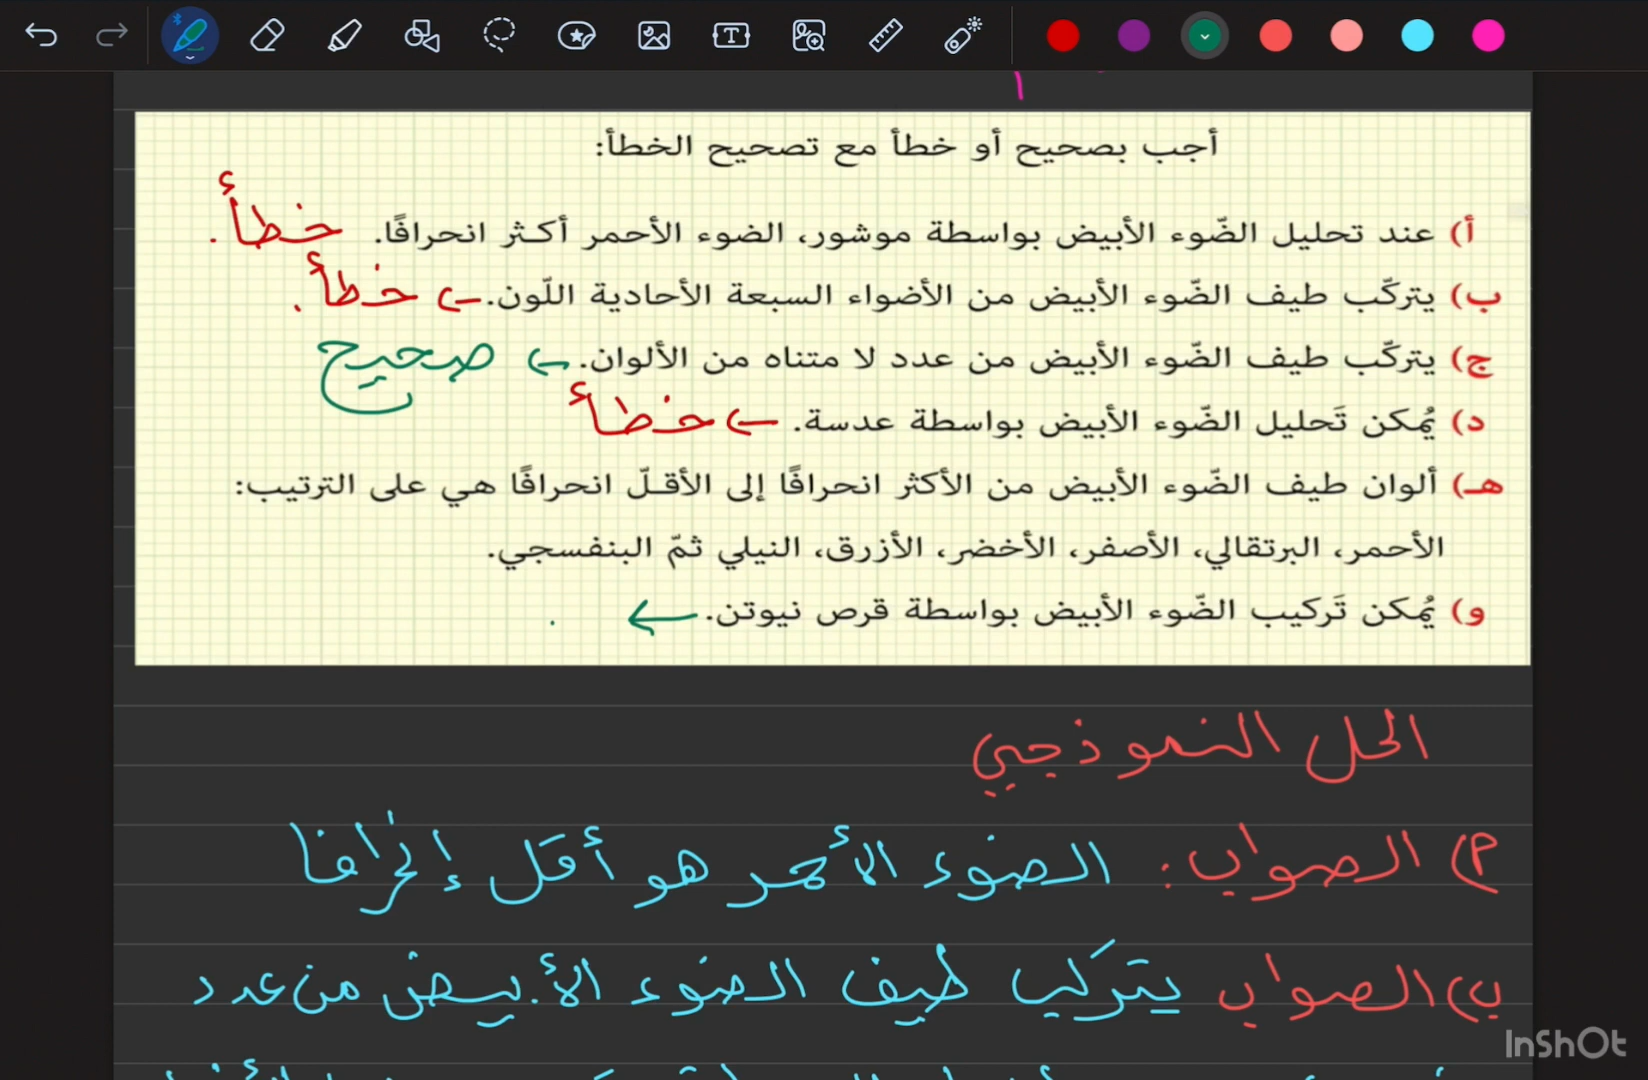 أجب بصحيح أو خطأ مع تصحيح الخطأ:
أ) عند تحليل الضّوء الأبيض بواسطة موشور، الضوء الأحمر أكثر انحرافًا. خطأ.
ب) يتركّب طيف الضّوء الأبيض من الأضواء السبعة الأحادية اللّون. ← خطأ.
ج) يتركّب طيف الضّوء الأبيض من عدد لا متناه من الألوان. ← صحيح
د) يُمكن تَحليل الضّوء الأبيض بواسطة عدسة. ← خطأ
هـ) ألوان طيف الضّوء الأبيض من الأكثر انحرافًا إلى الأقلّ انحرافًا هي على الترتيب:
الأحمر، البرتقالي، الأصفر، الأخضر، الأزرق، النيلي ثمّ البنفسجي.
و) يُمكن تَركيب الضّوء الأبيض بواسطة قرص نيوتن. ←
الحل النموذجي
أ) الصواب: الضوء الأحمر هو أقل إنحرافا
ب) الصواب يتركب طيف الضوء الأبيض من عدد
InShOt